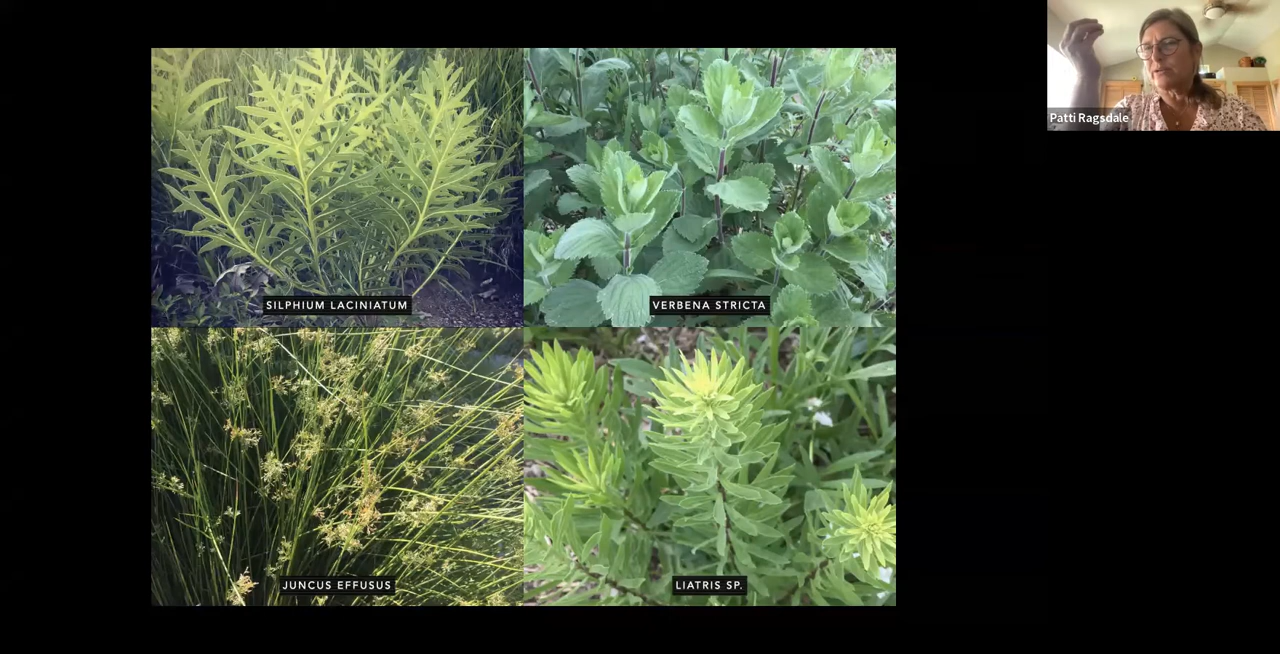 Patti Ragsdale
SILPHIUM LACINIATUM
VERBENA STRICTA
JUNCUS EFFUSUS
LIATRIS SP.